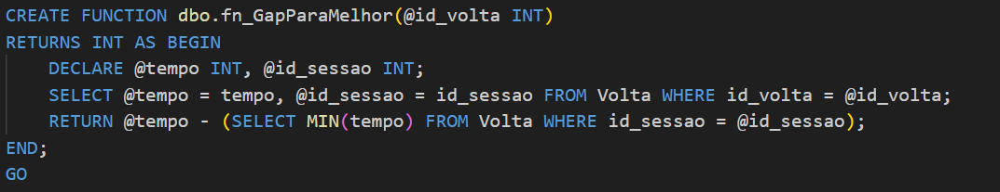 CREATE FUNCTION dbo.fn_GapParaMelhor(@id_volta INT)
RETURNS INT AS BEGIN
    DECLARE @tempo INT, @id_sessao INT;
    SELECT @tempo = tempo, @id_sessao = id_sessao FROM Volta WHERE id_volta = @id_volta;
    RETURN @tempo - (SELECT MIN(tempo) FROM Volta WHERE id_sessao = @id_sessao);
END;
GO